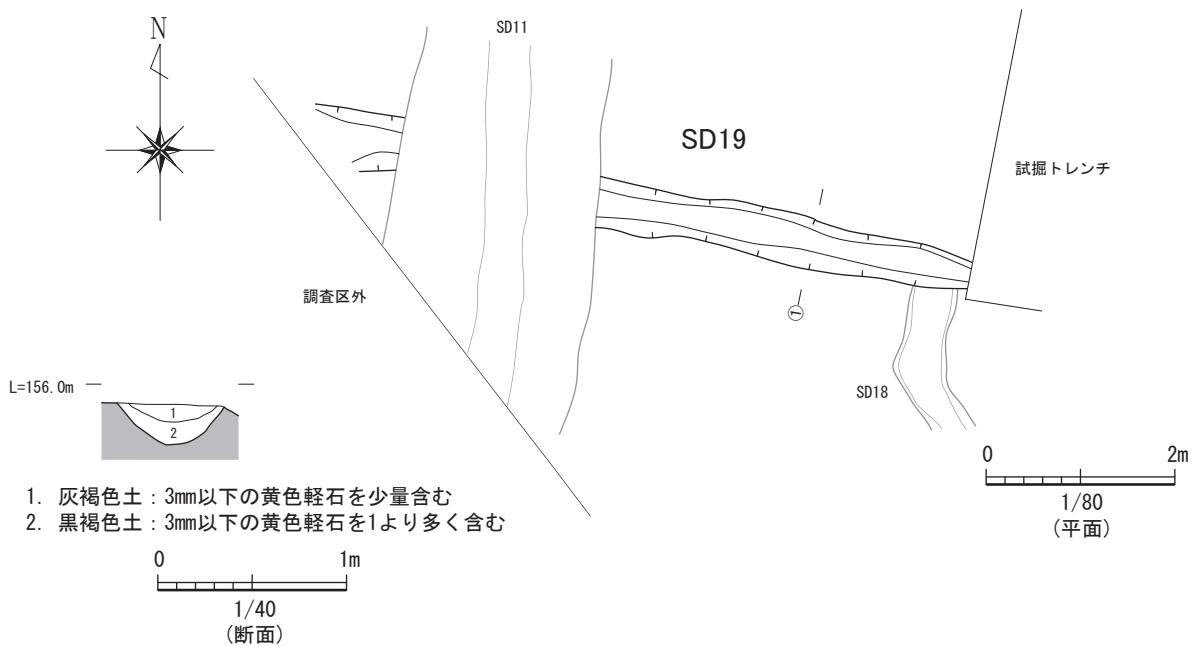 N
SD11
SD19
試掘トレンチ
調査区外
①
SD18
L=156.0m
1
2
0 2m
1/80
(平面)
1. 灰褐色土：3mm以下の黄色軽石を少量含む
2. 黒褐色土：3mm以下の黄色軽石を1より多く含む
0 1m
1/40
(断面)